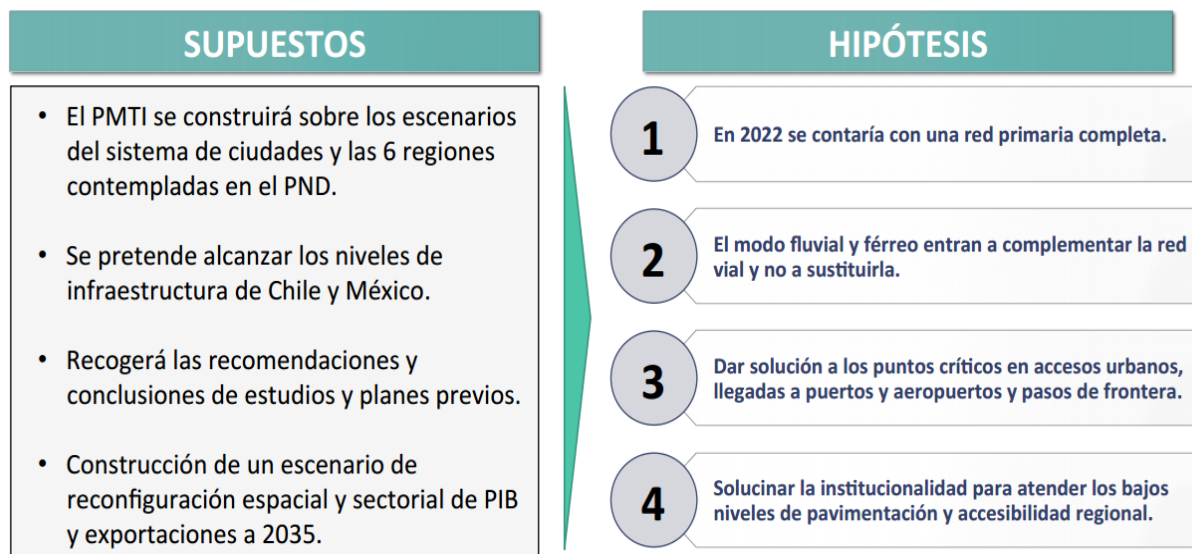 SUPUESTOS
• El PMTI se construirá sobre los escenarios
del sistema de ciudades y las 6 regiones
contempladas en el PND.
• Se pretende alcanzar los niveles de
infraestructura de Chile y México.
• Recogerá las recomendaciones y
conclusiones de estudios y planes previos.
• Construcción de un escenario de
reconfiguración espacial y sectorial de PIB
y exportaciones a 2035.
HIPÓTESIS
1
En 2022 se contaría con una red primaria completa.
2
El modo fluvial y férreo entran a complementar la red
vial y no a sustituirla.
3
Dar solución a los puntos críticos en accesos urbanos,
llegadas a puertos y aeropuertos y pasos de frontera.
4
Solucinar la institucionalidad para atender los bajos
niveles de pavimentación y accesibilidad regional.